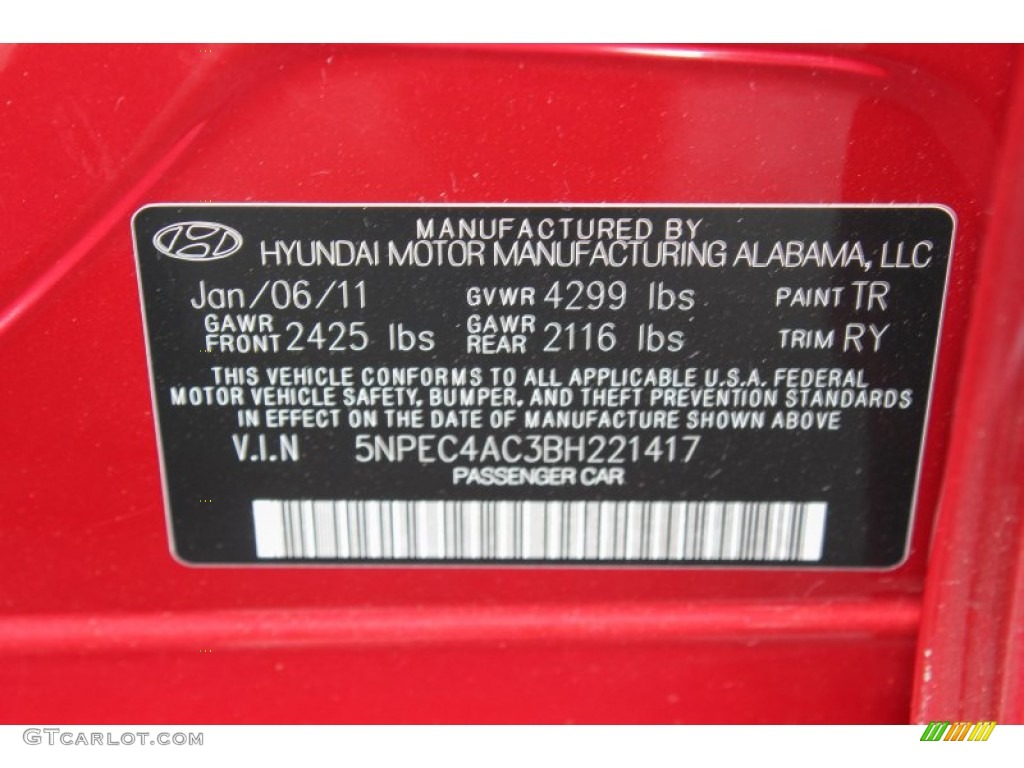 MANUFACTURED BY
HYUNDAI MOTOR MANUFACTURING ALABAMA, LLC
Jan/06/11 GVWR 4299 lbs PAINT TR
GAWR FRONT 2425 lbs GAWR REAR 2116 lbs TRIM RY
THIS VEHICLE CONFORMS TO ALL APPLICABLE U.S.A. FEDERAL
MOTOR VEHICLE SAFETY, BUMPER, AND THEFT PREVENTION STANDARDS
IN EFFECT ON THE DATE OF MANUFACTURE SHOWN ABOVE
V.I.N 5NPEC4AC3BH221417
PASSENGER CAR
GTCARLOT.COM